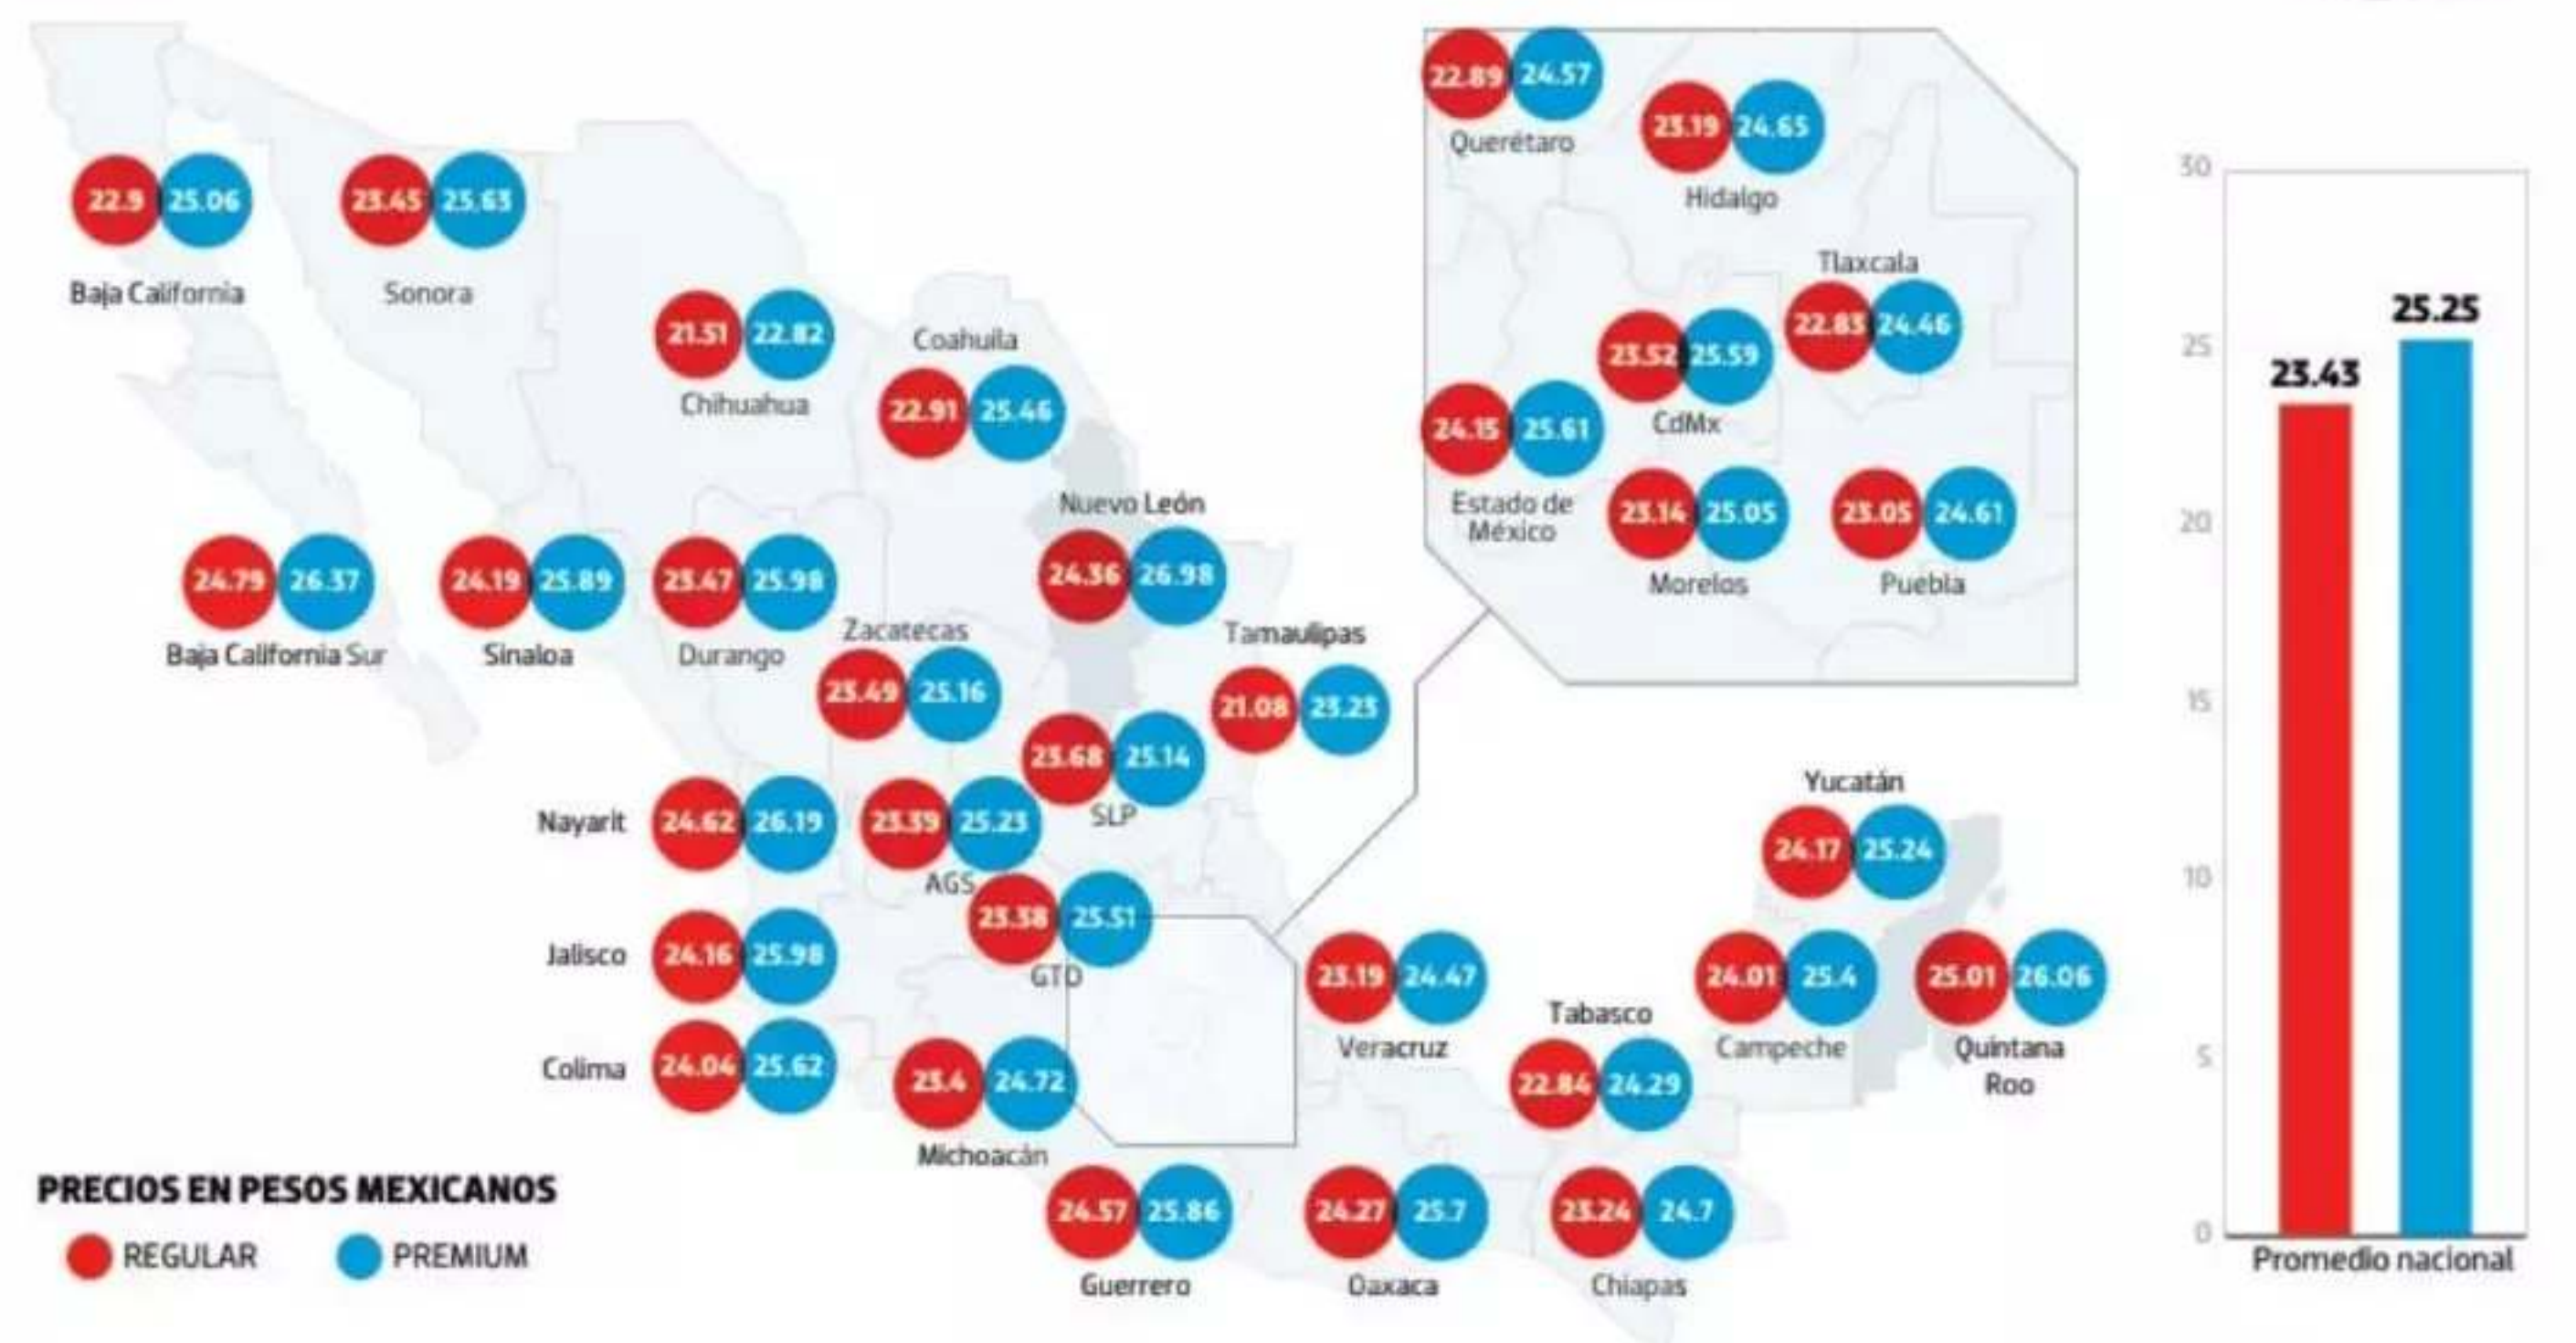 22.89 24.57
Querétaro
23.19 24.65
Hidalgo
22.9 25.06
Baja California
23.45 25.63
Sonora
Tlaxcala
22.83 24.46
21.51 22.82
Chihuahua
Coahuila
22.91 25.46
23.52 25.59
CdMx
24.15 25.61
Estado de
México
23.14 25.05
Morelos
23.05 24.61
Puebla
Nuevo León
24.36 26.98
24.79 26.37
Baja California Sur
24.19 25.89
Sinaloa
23.47 25.98
Durango
Zacatecas
23.49 25.16
Tamaulipas
21.08 23.23
23.68 25.14
SLP
Nayarit 24.62 26.19
23.39 25.23
AGS
23.38 25.51
GTO
Jalisco 24.16 25.98
Colima 24.04 25.62
23.4 24.72
Michoacán
Yucatán
24.17 25.24
23.19 24.47
Veracruz
24.01 25.4
Campeche
25.01 26.06
Quintana
Roo
Tabasco
22.84 24.29
24.57 25.86
Guerrero
24.27 25.7
Oaxaca
23.24 24.7
Chiapas
PRECIOS EN PESOS MEXICANOS
REGULAR PREMIUM
30
25
20
15
10
5
0
23.43
25.25
Promedio nacional